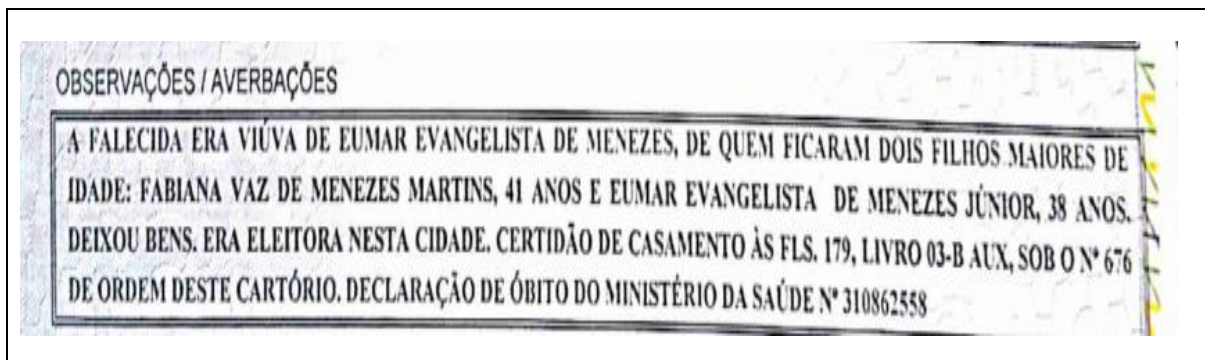 OBSERVAÇÕES / AVERBAÇÕES
A FALECIDA ERA VIÚVA DE EUMAR EVANGELISTA DE MENEZES, DE QUEM FICARAM DOIS FILHOS MAIORES DE
IDADE: FABIANA VAZ DE MENEZES MARTINS, 41 ANOS E EUMAR EVANGELISTA DE MENEZES JÚNIOR, 38 ANOS.
DEIXOU BENS. ERA ELEITORA NESTA CIDADE. CERTIDÃO DE CASAMENTO ÀS FLS. 179, LIVRO 03-B AUX, SOB O Nº 676
DE ORDEM DESTE CARTÓRIO. DECLARAÇÃO DE ÓBITO DO MINISTÉRIO DA SAÚDE Nº 310862558